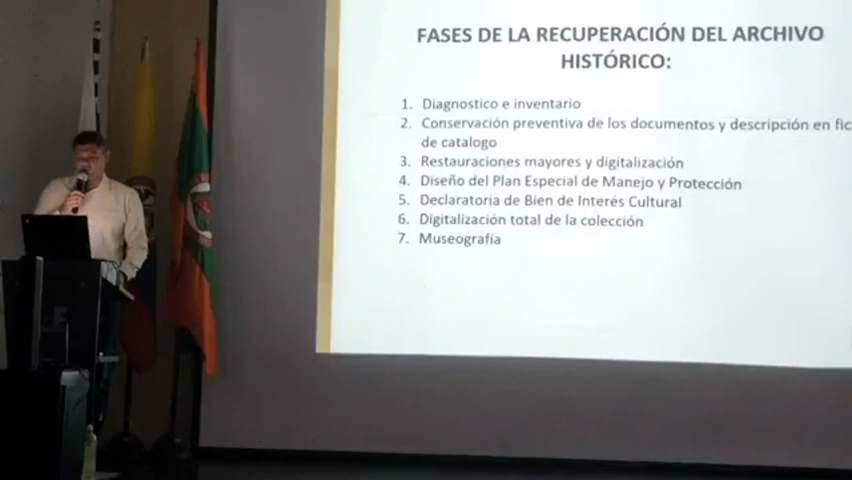 FASES DE LA RECUPERACIÓN DEL ARCHIVO
HISTÓRICO:
1. Diagnostico e inventario
2. Conservación preventiva de los documentos y descripción en fic
de catalogo
3. Restauraciones mayores y digitalización
4. Diseño del Plan Especial de Manejo y Protección
5. Declaratoria de Bien de Interés Cultural
6. Digitalización total de la colección
7. Museografía